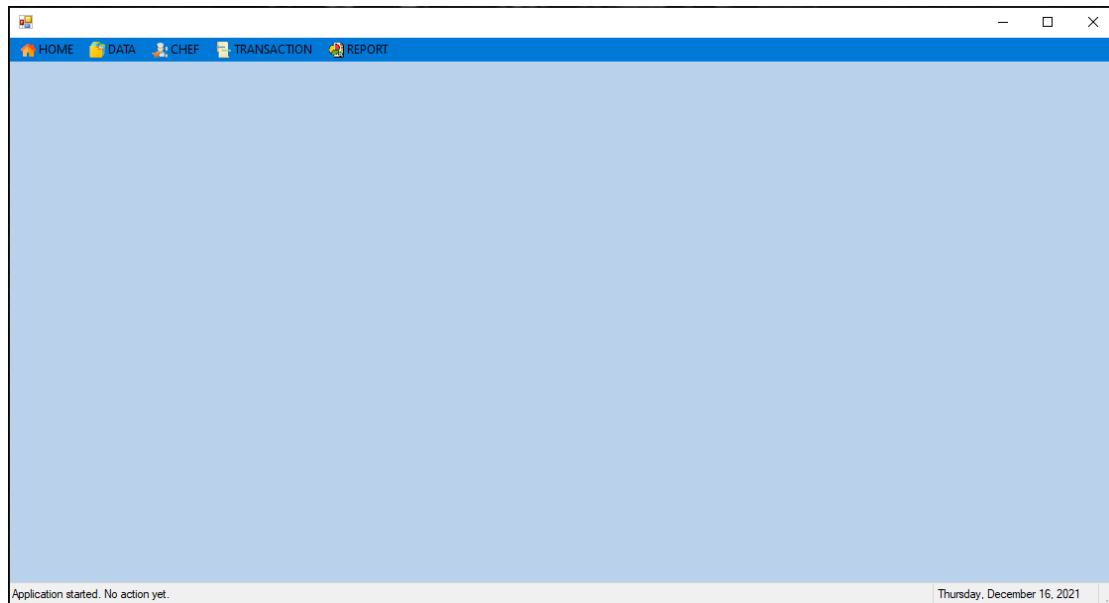 HOME DATA CHEF TRANSACTION REPORT
Application started. No action yet. Thursday, December 16, 2021